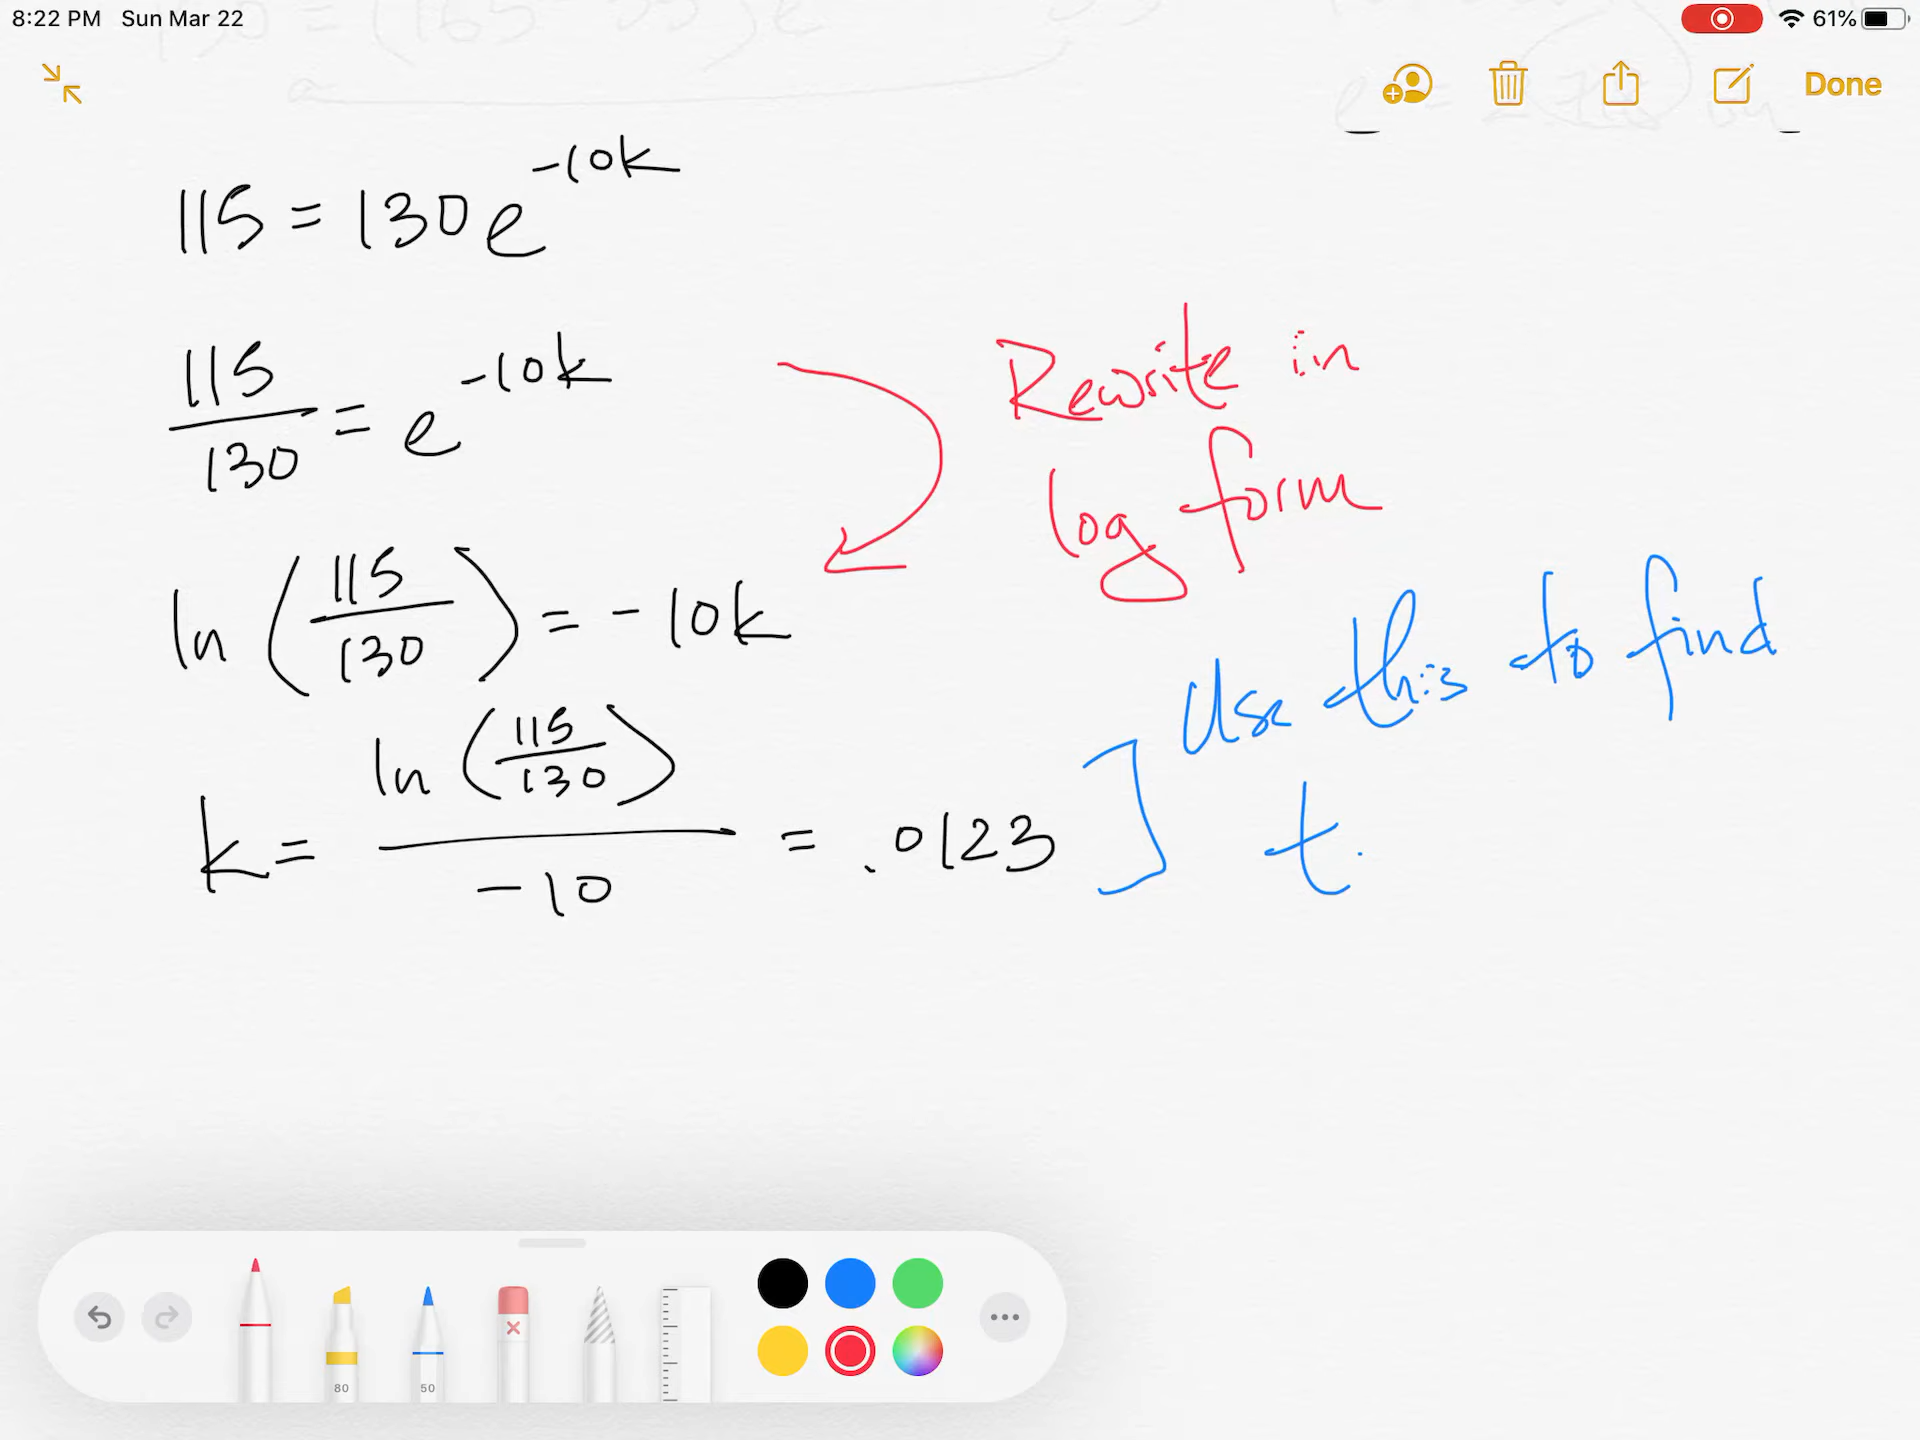 8:22 PM Sun Mar 22
61%
Done
115 = 130e^-10k
115/130 = e^-10k
Rewrite in
log form
ln(115/130) = -10k
Use this to find
t.
k = ln(115/130)/-10 = .0123
80
50